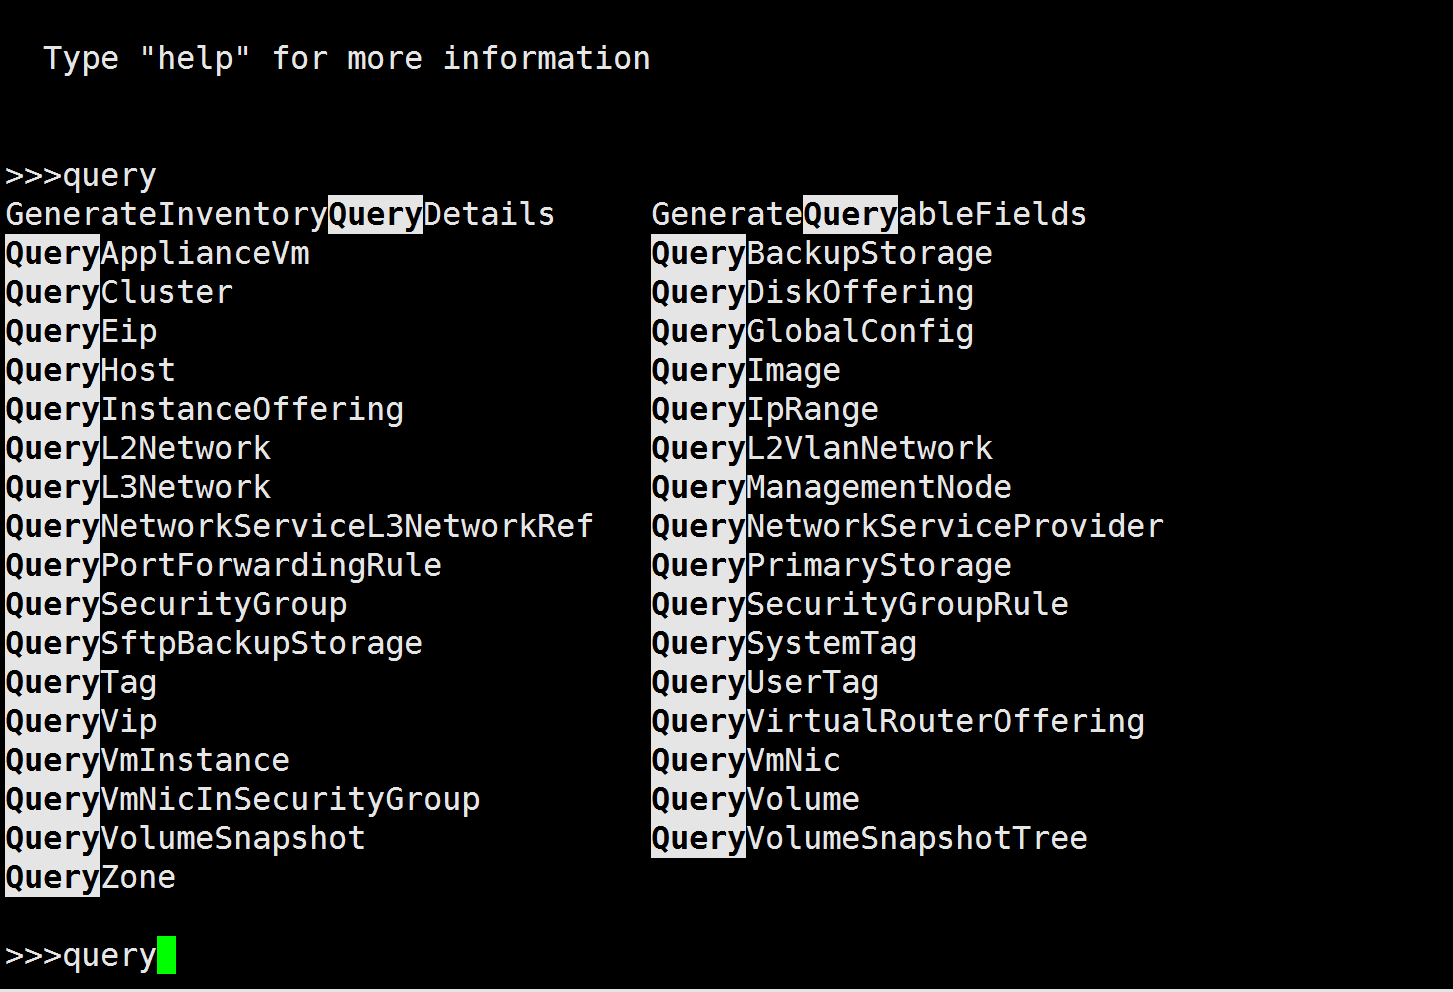 Type "help" for more information
>>>query
GenerateInventoryQueryDetails GenerateQueryableFields
QueryApplianceVm QueryBackupStorage
QueryCluster QueryDiskOffering
QueryEip QueryGlobalConfig
QueryHost QueryImage
QueryInstanceOffering QueryIpRange
QueryL2Network QueryL2VlanNetwork
QueryL3Network QueryManagementNode
QueryNetworkServiceL3NetworkRef QueryNetworkServiceProvider
QueryPortForwardingRule QueryPrimaryStorage
QuerySecurityGroup QuerySecurityGroupRule
QuerySftpBackupStorage QuerySystemTag
QueryTag QueryUserTag
QueryVip QueryVirtualRouterOffering
QueryVmInstance QueryVmNic
QueryVmNicInSecurityGroup QueryVolume
QueryVolumeSnapshot QueryVolumeSnapshotTree
QueryZone
>>>query